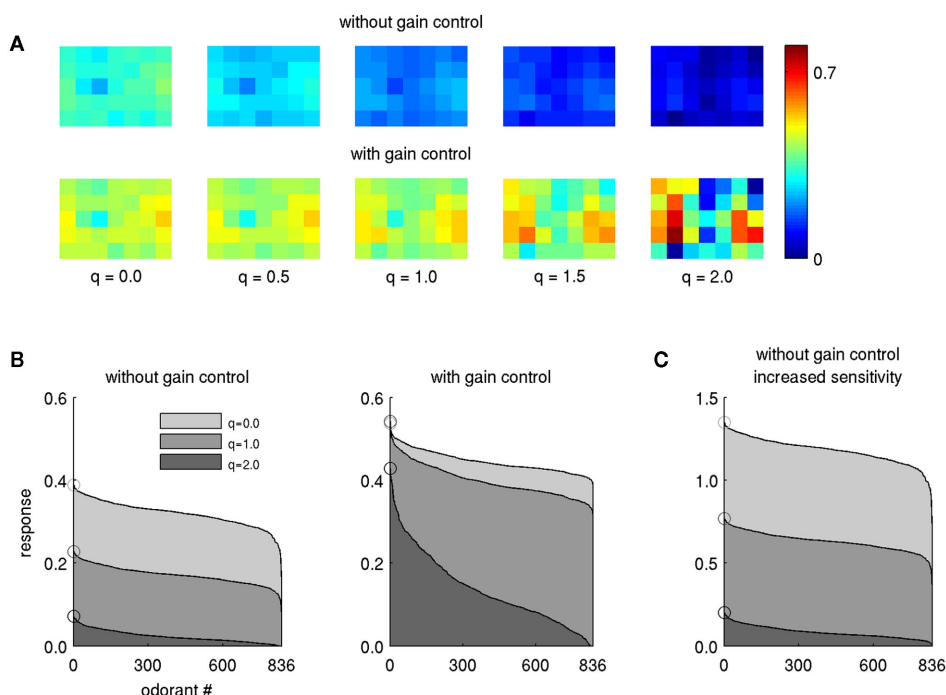 without gain control
A
0.7
with gain control
0
q = 0.0 q = 0.5 q = 1.0 q = 1.5 q = 2.0
B
C
without gain control
with gain control
without gain control
increased sensitivity
0.6
0.4
0.2
0.0
response
q=0.0
q=1.0
q=2.0
0 300 600 836
odorant #
0.6
0.4
0.2
0.0
0 300 600 836
1.5
1.0
0.5
0.0
0 300 600 836